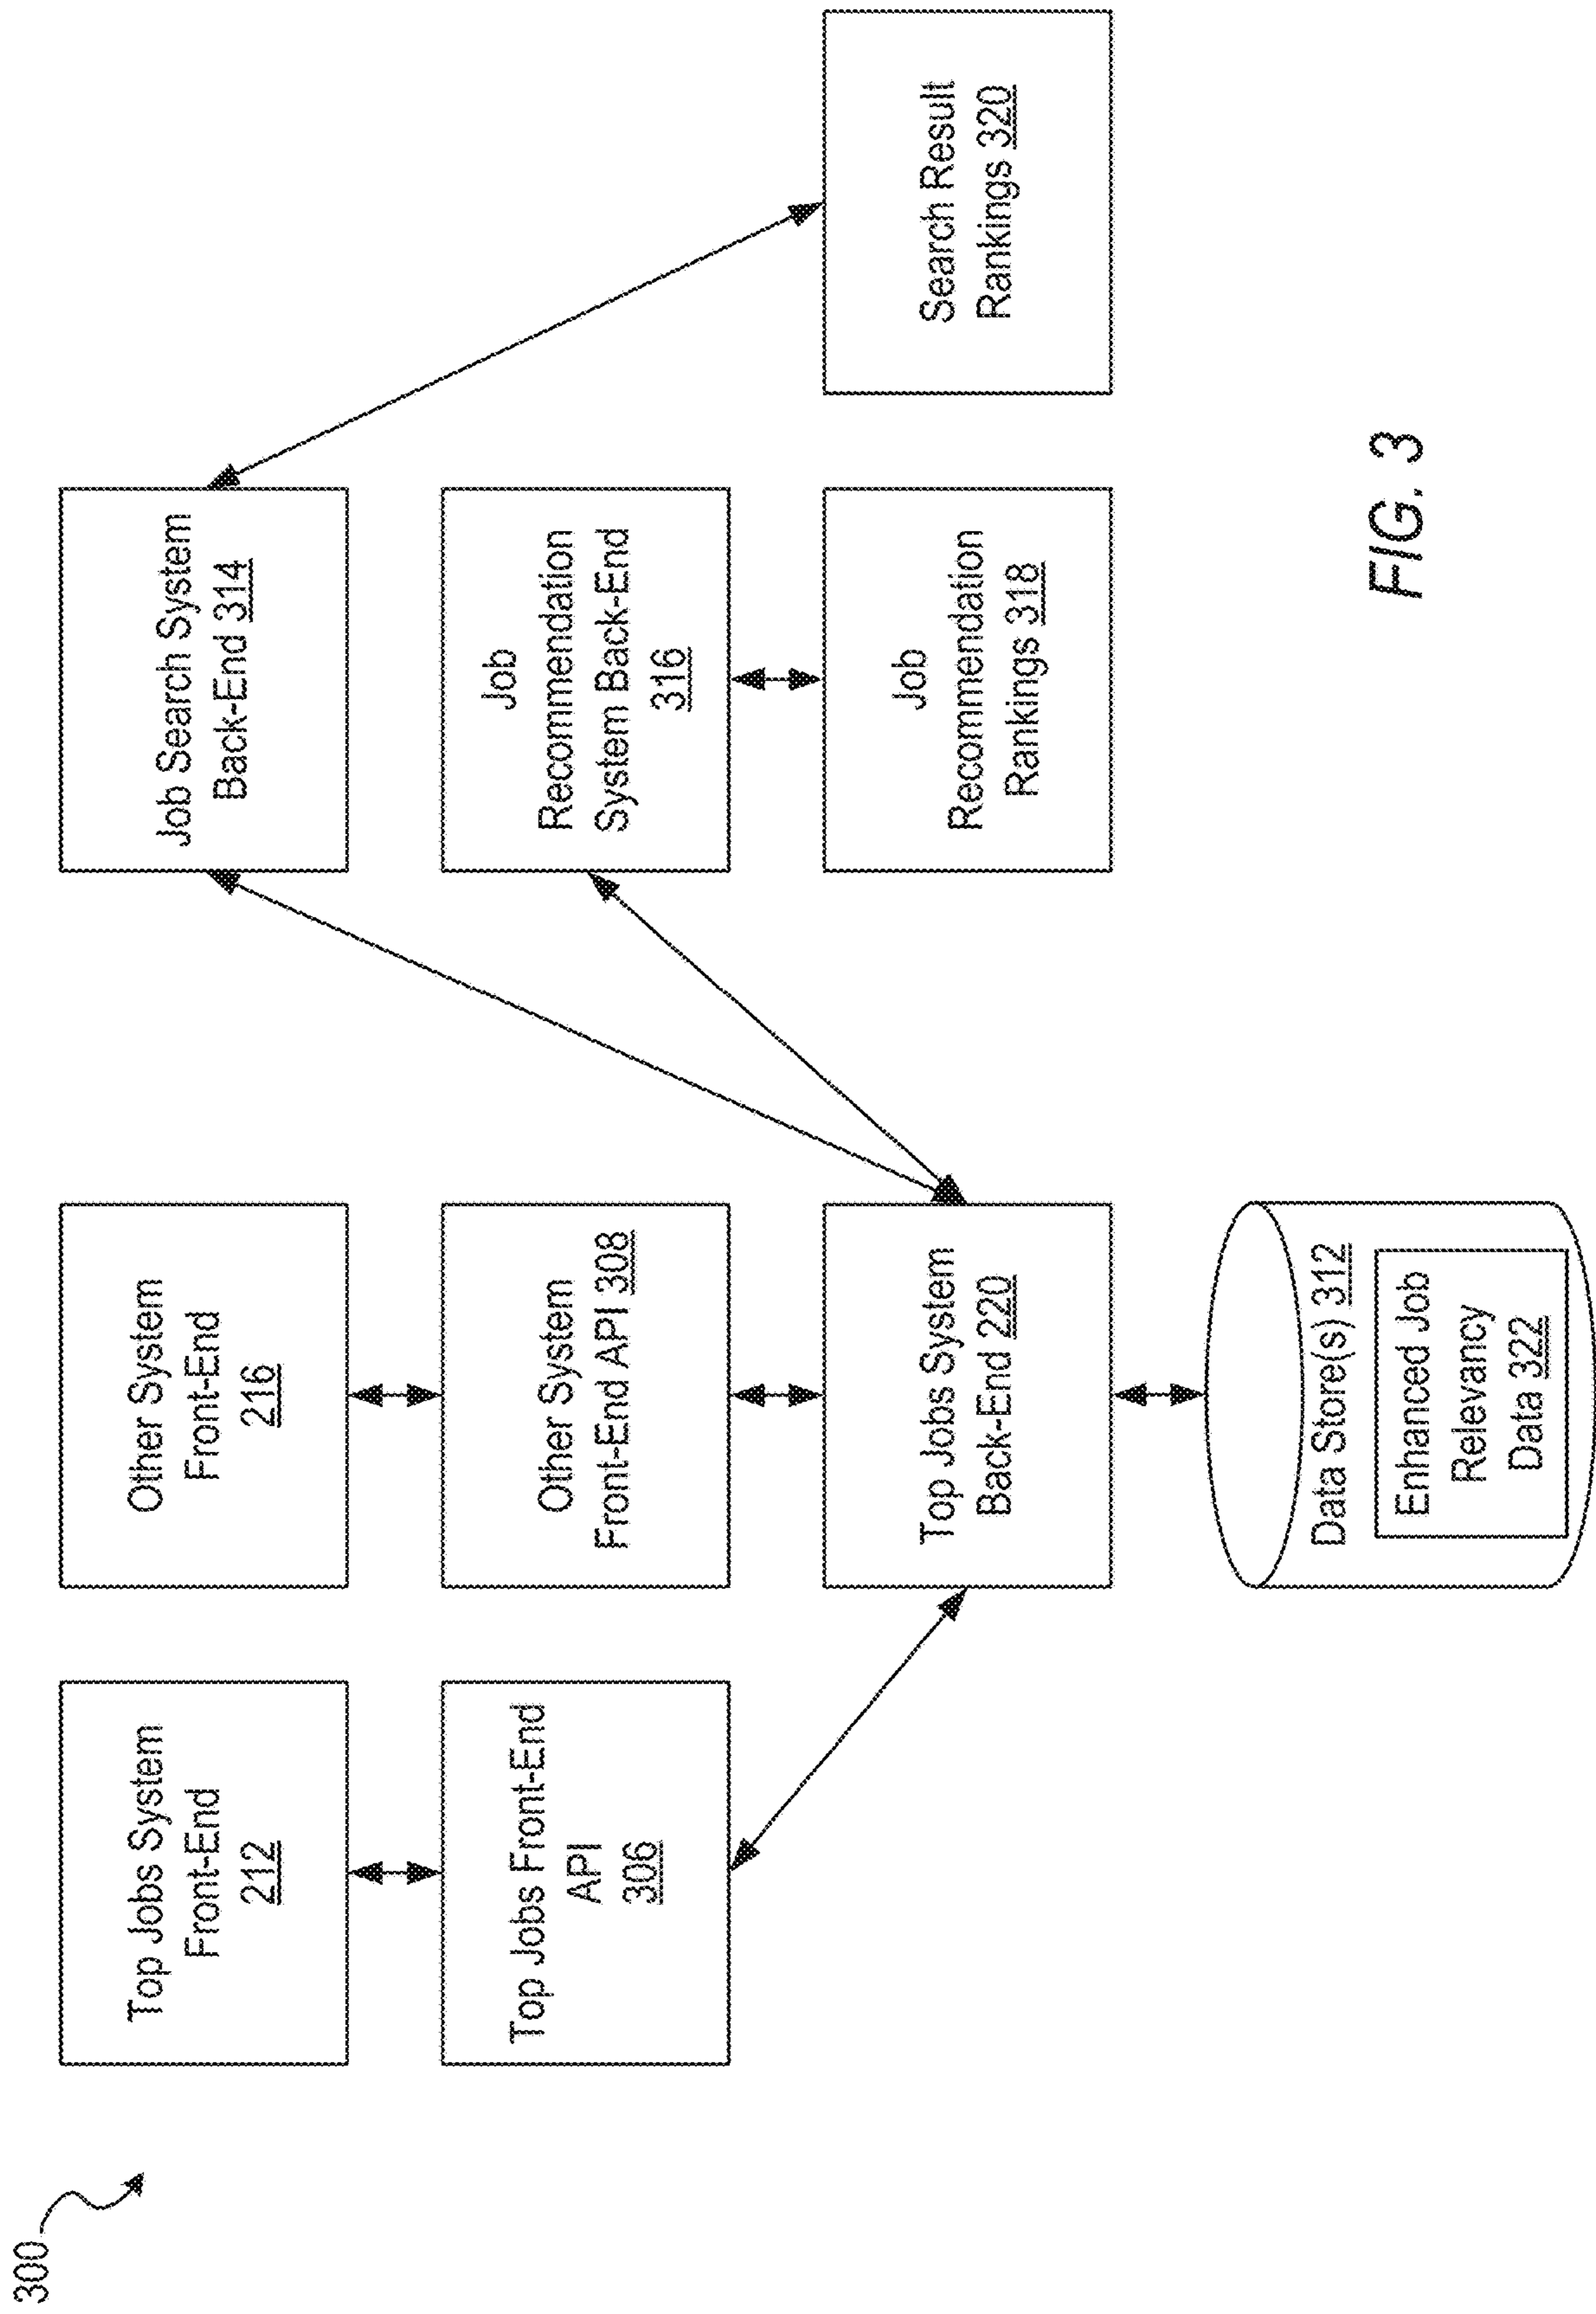 300
Top Jobs System
Front-End
212
Other System
Front-End
216
Job Search System
Back-End 314
Top Jobs Front-End
API
306
Other System
Front-End API 308
Job
Recommendation
System Back-End
316
Top Jobs System
Back-End 220
Job
Recommendation
Rankings 318
Search Result
Rankings 320
Data Store(s) 312
Enhanced Job
Relevancy
Data 322
FIG. 3